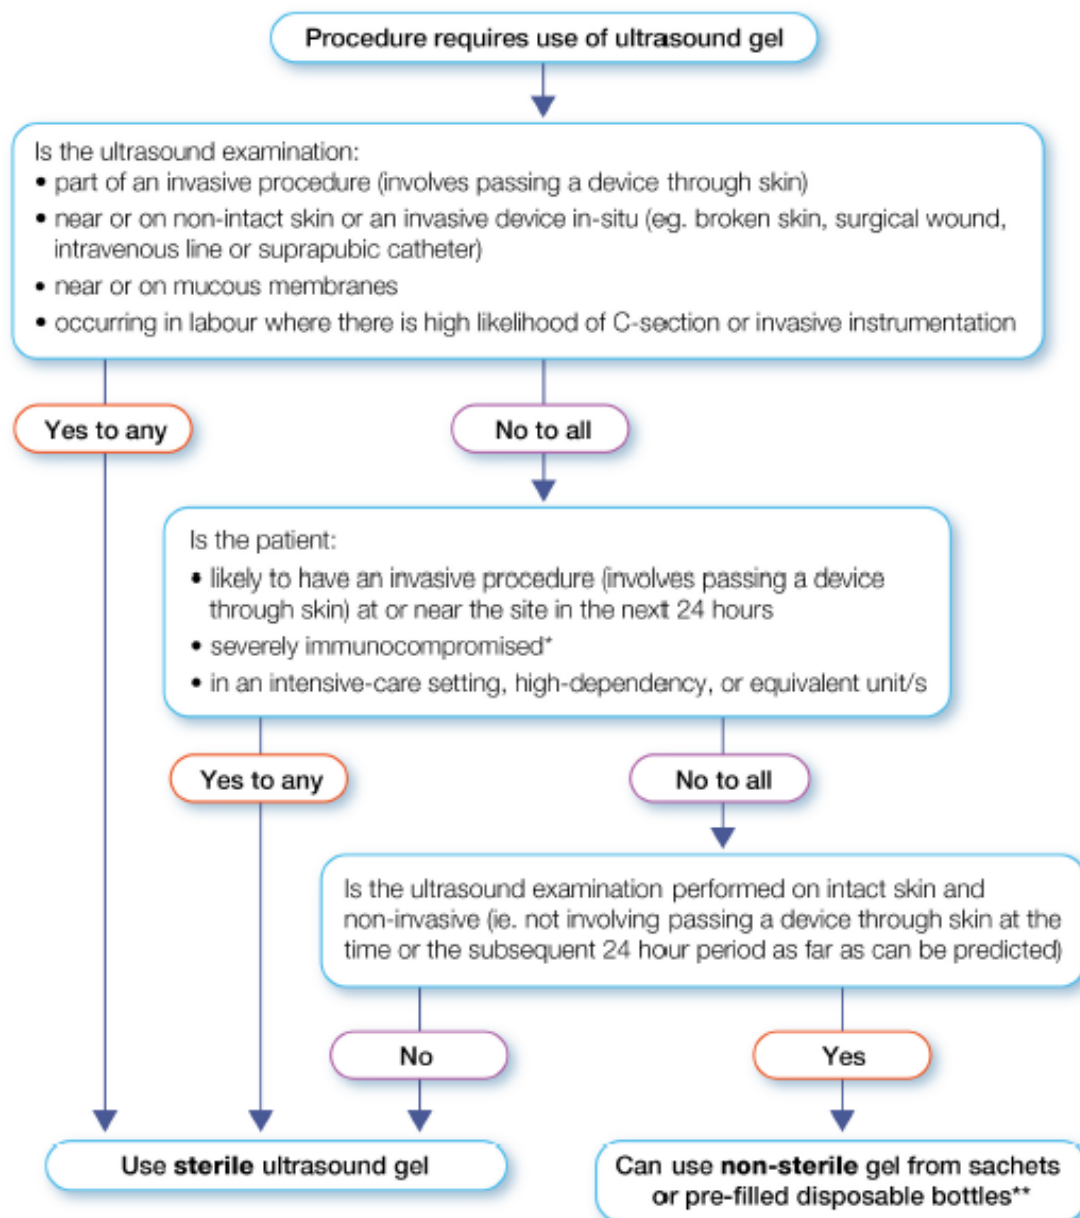 Procedure requires use of ultrasound gel
Is the ultrasound examination:
• part of an invasive procedure (involves passing a device through skin)
• near or on non-intact skin or an invasive device in-situ (eg. broken skin, surgical wound,
intravenous line or suprapubic catheter)
• near or on mucous membranes
• occurring in labour where there is high likelihood of C-section or invasive instrumentation
Yes to any
No to all
Is the patient:
• likely to have an invasive procedure (involves passing a device
through skin) at or near the site in the next 24 hours
• severely immunocompromised*
• in an intensive-care setting, high-dependency, or equivalent unit/s
Yes to any
No to all
Is the ultrasound examination performed on intact skin and
non-invasive (ie. not involving passing a device through skin at the
time or the subsequent 24 hour period as far as can be predicted)
No
Yes
Use sterile ultrasound gel
Can use non-sterile gel from sachets
or pre-filled disposable bottles**